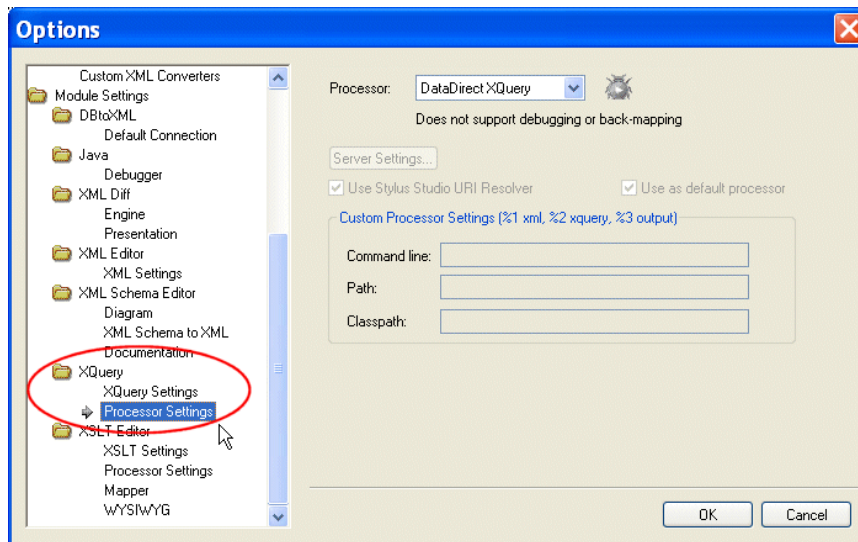 Options
Custom XML Converters
Module Settings
DBtoXML
Default Connection
Java
Debugger
XML Diff
Engine
Presentation
XML Editor
XML Settings
XML Schema Editor
Diagram
XML Schema to XML
Documentation
XQuery
XQuery Settings
Processor Settings
XSLT Editor
XSLT Settings
Processor Settings
Mapper
WYSIWYG
Processor: DataDirect XQuery
Does not support debugging or back-mapping
Server Settings...
Use Stylus Studio URI Resolver Use as default processor
Custom Processor Settings (%1 xml, %2 xquery, %3 output)
Command line:
Path:
Classpath:
OK Cancel